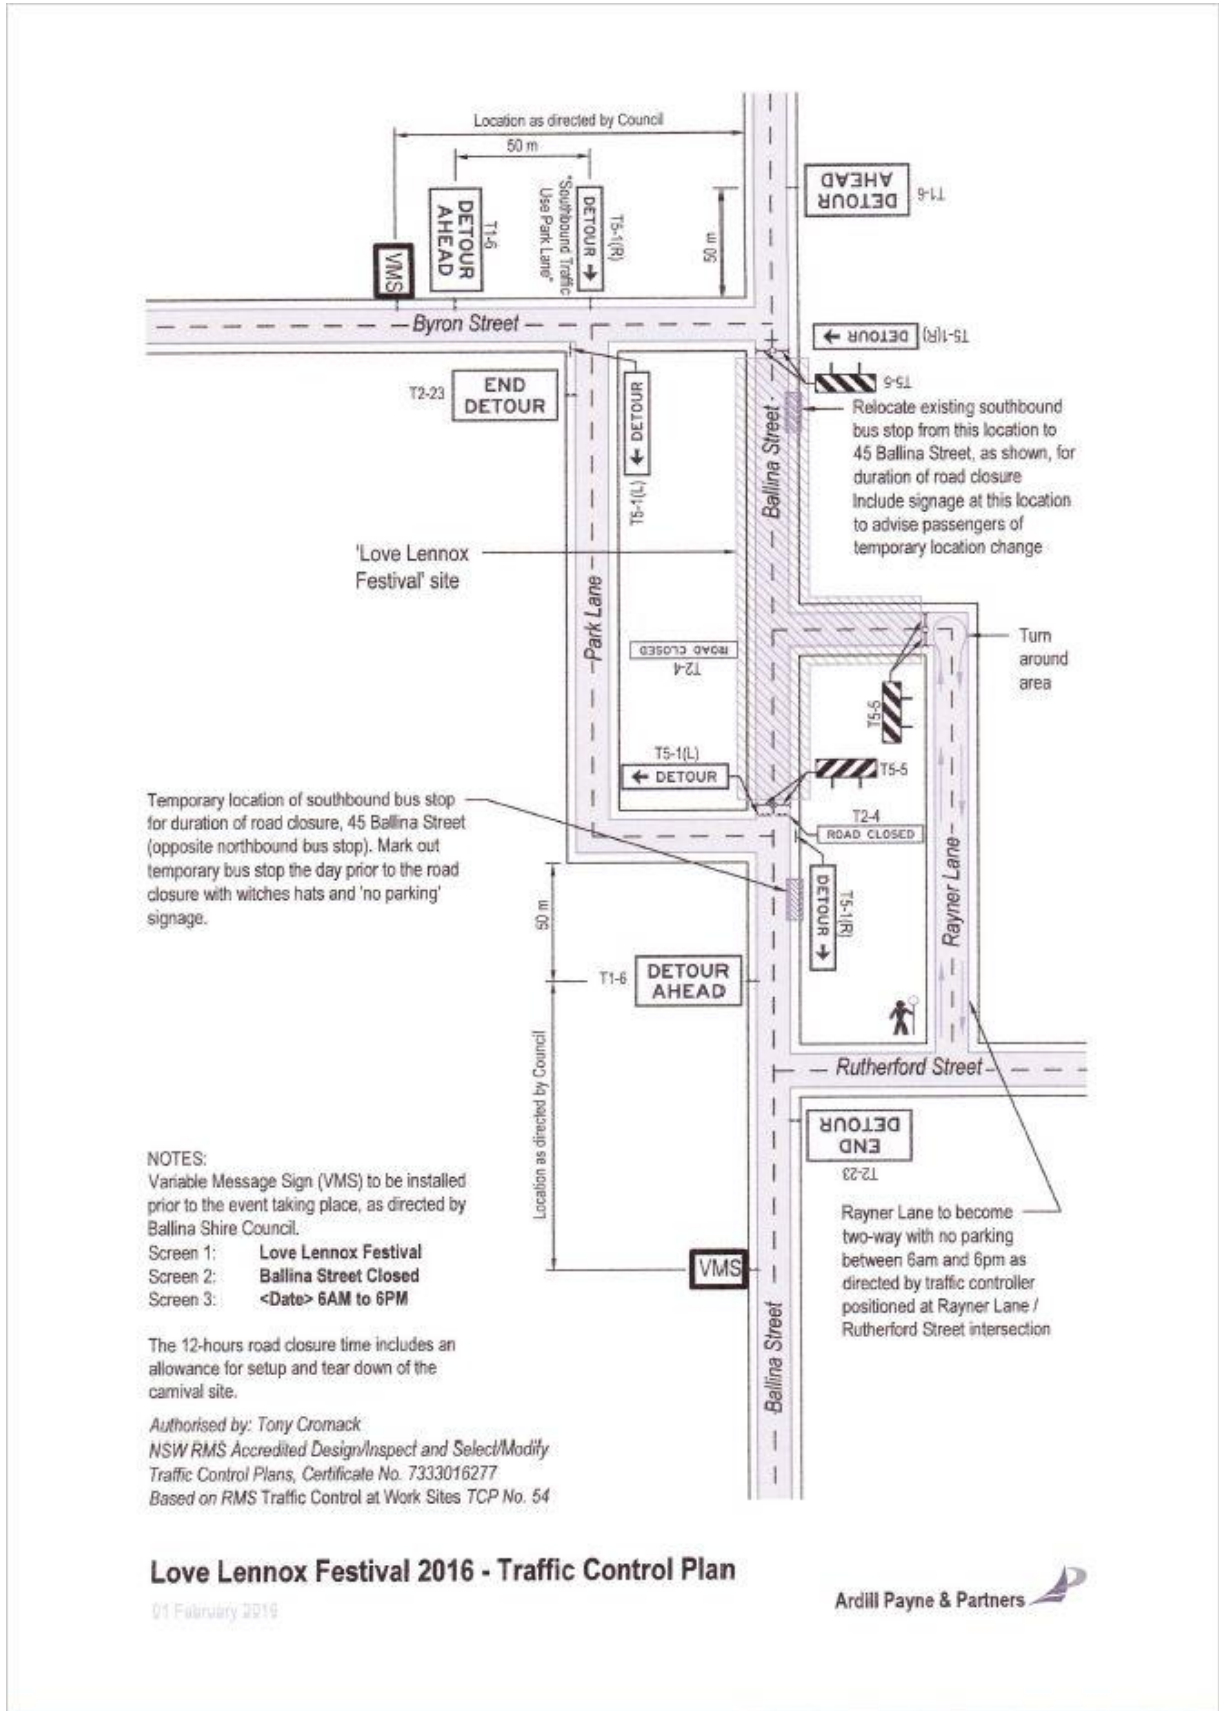 Location as directed by Council
50 m
DETOUR
AHEAD
T1-6
"Southbound Traffic
Use Park Lane"
DETOUR →
T5-1(R)
VMS
50 m
DETOUR
AHEAD
T1-6
Byron Street
DETOUR →
T5-1(R)
T5-5
T2-23
END
DETOUR
← DETOUR
T5-1(L)
Ballina Street
Relocate existing southbound
bus stop from this location to
45 Ballina Street, as shown, for
duration of road closure
Include signage at this location
to advise passengers of
temporary location change
'Love Lennox
Festival' site
Park Lane
ROAD CLOSED
T2-4
Turn
around
area
T5-5
T5-1(L)
← DETOUR
T5-5
T2-4
ROAD CLOSED
Temporary location of southbound bus stop
for duration of road closure, 45 Ballina Street
(opposite northbound bus stop). Mark out
temporary bus stop the day prior to the road
closure with witches hats and 'no parking'
signage.
DETOUR →
T5-1(R)
Rayner Lane
50 m
T1-6
DETOUR
AHEAD
Location as directed by Council
Rutherford Street
END
DETOUR
T2-23
VMS
Ballina Street
Rayner Lane to become
two-way with no parking
between 6am and 6pm as
directed by traffic controller
positioned at Rayner Lane /
Rutherford Street intersection
NOTES:
Variable Message Sign (VMS) to be installed
prior to the event taking place, as directed by
Ballina Shire Council.
Screen 1: Love Lennox Festival
Screen 2: Ballina Street Closed
Screen 3: <Date> 6AM to 6PM
The 12-hours road closure time includes an
allowance for setup and tear down of the
carnival site.
Authorised by: Tony Cromack
NSW RMS Accredited Design/Inspect and Select/Modify
Traffic Control Plans, Certificate No. 7333016277
Based on RMS Traffic Control at Work Sites TCP No. 54
Love Lennox Festival 2016 - Traffic Control Plan
01 February 2016
Ardill Payne & Partners